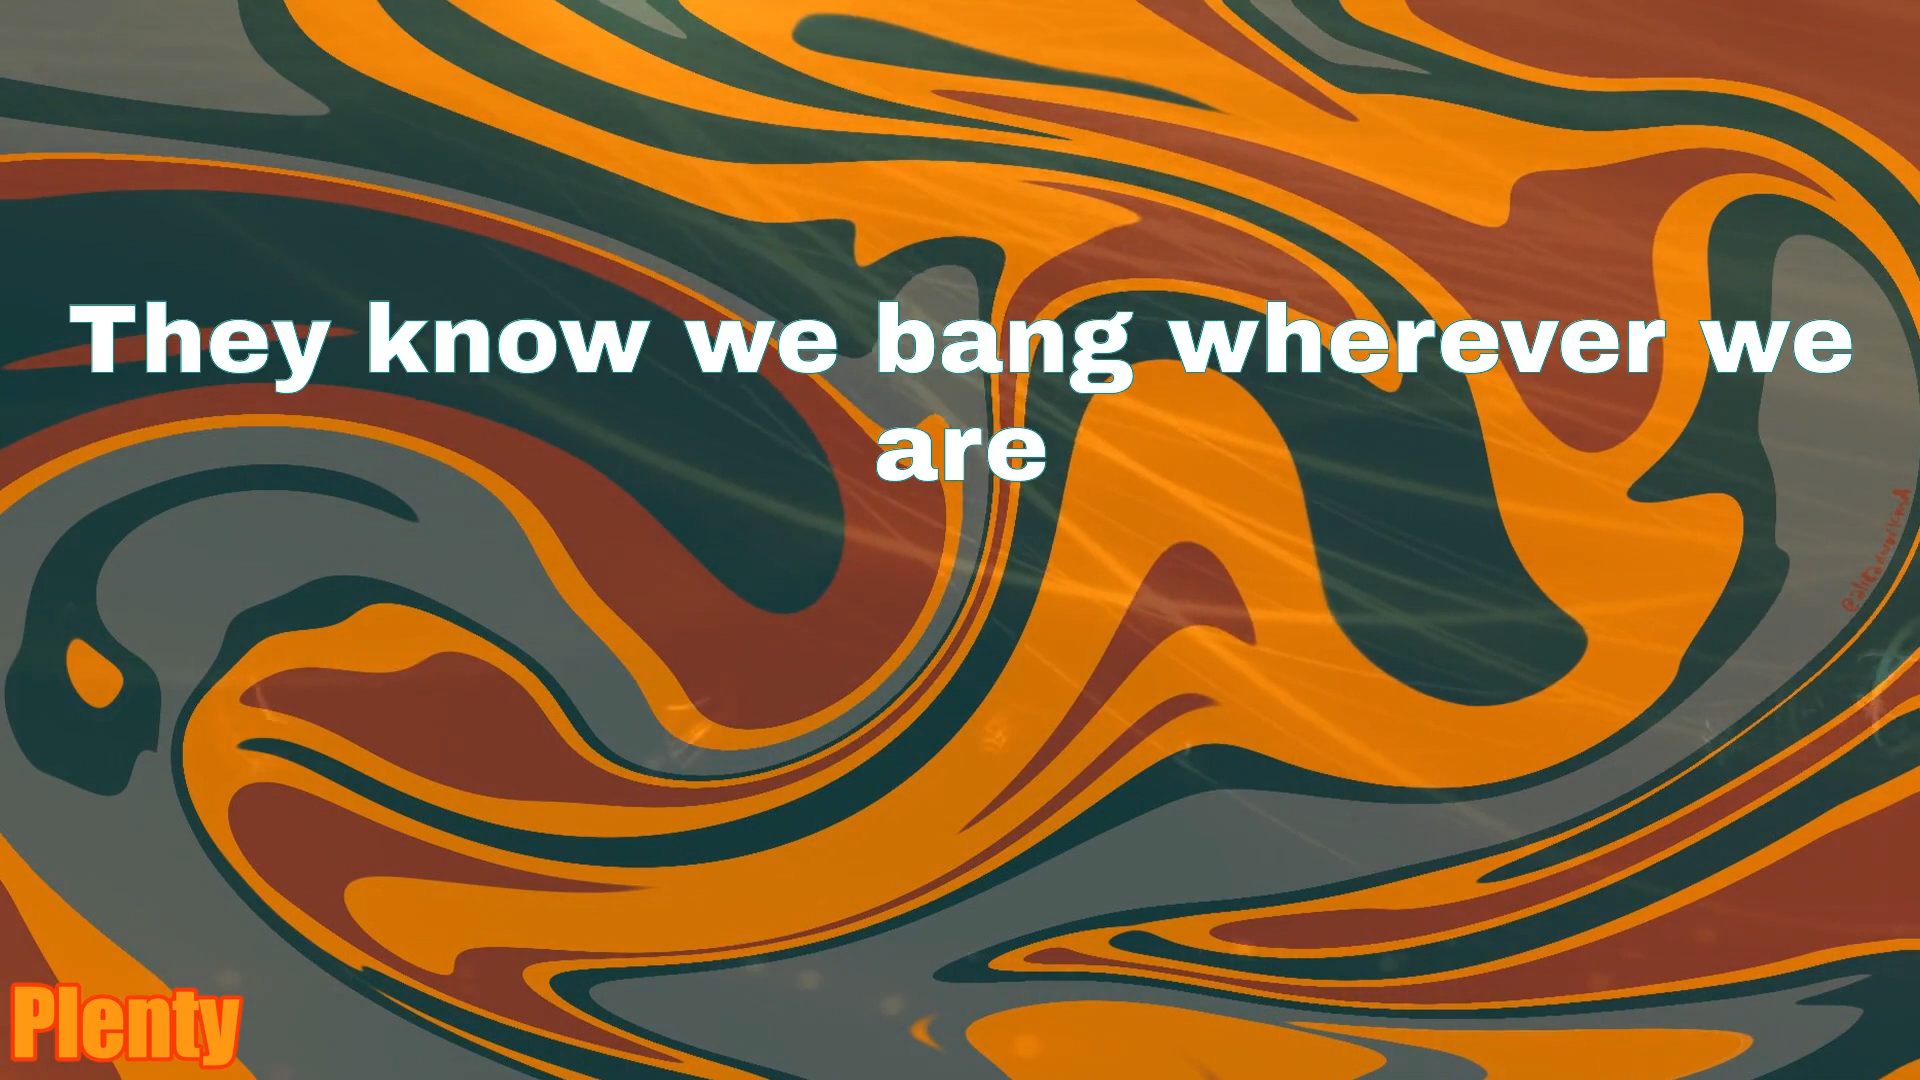 They know we bang wherever we
are
Plenty